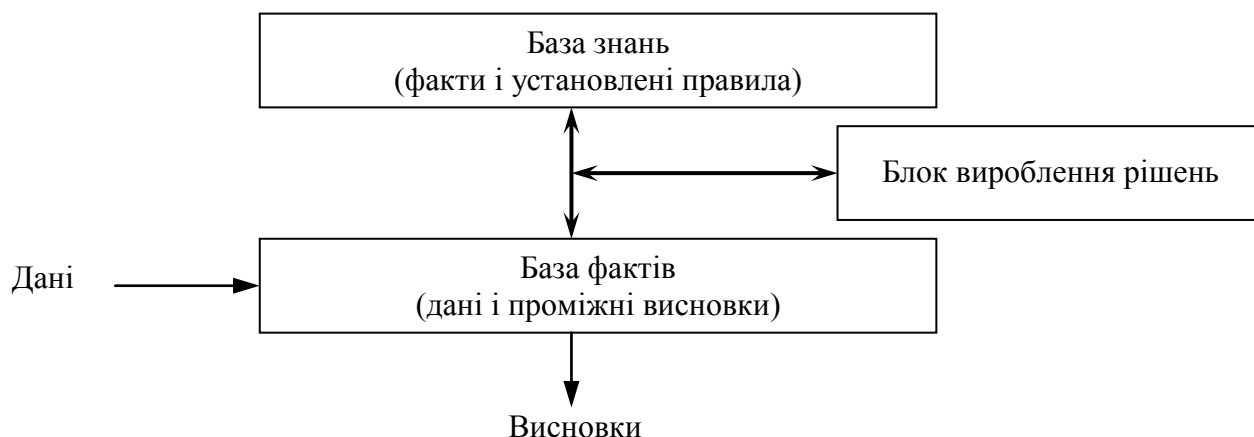 База знань
(факти і установлені правила)
Блок вироблення рішень
База фактів
(дані і проміжні висновки)
Дані
Висновки